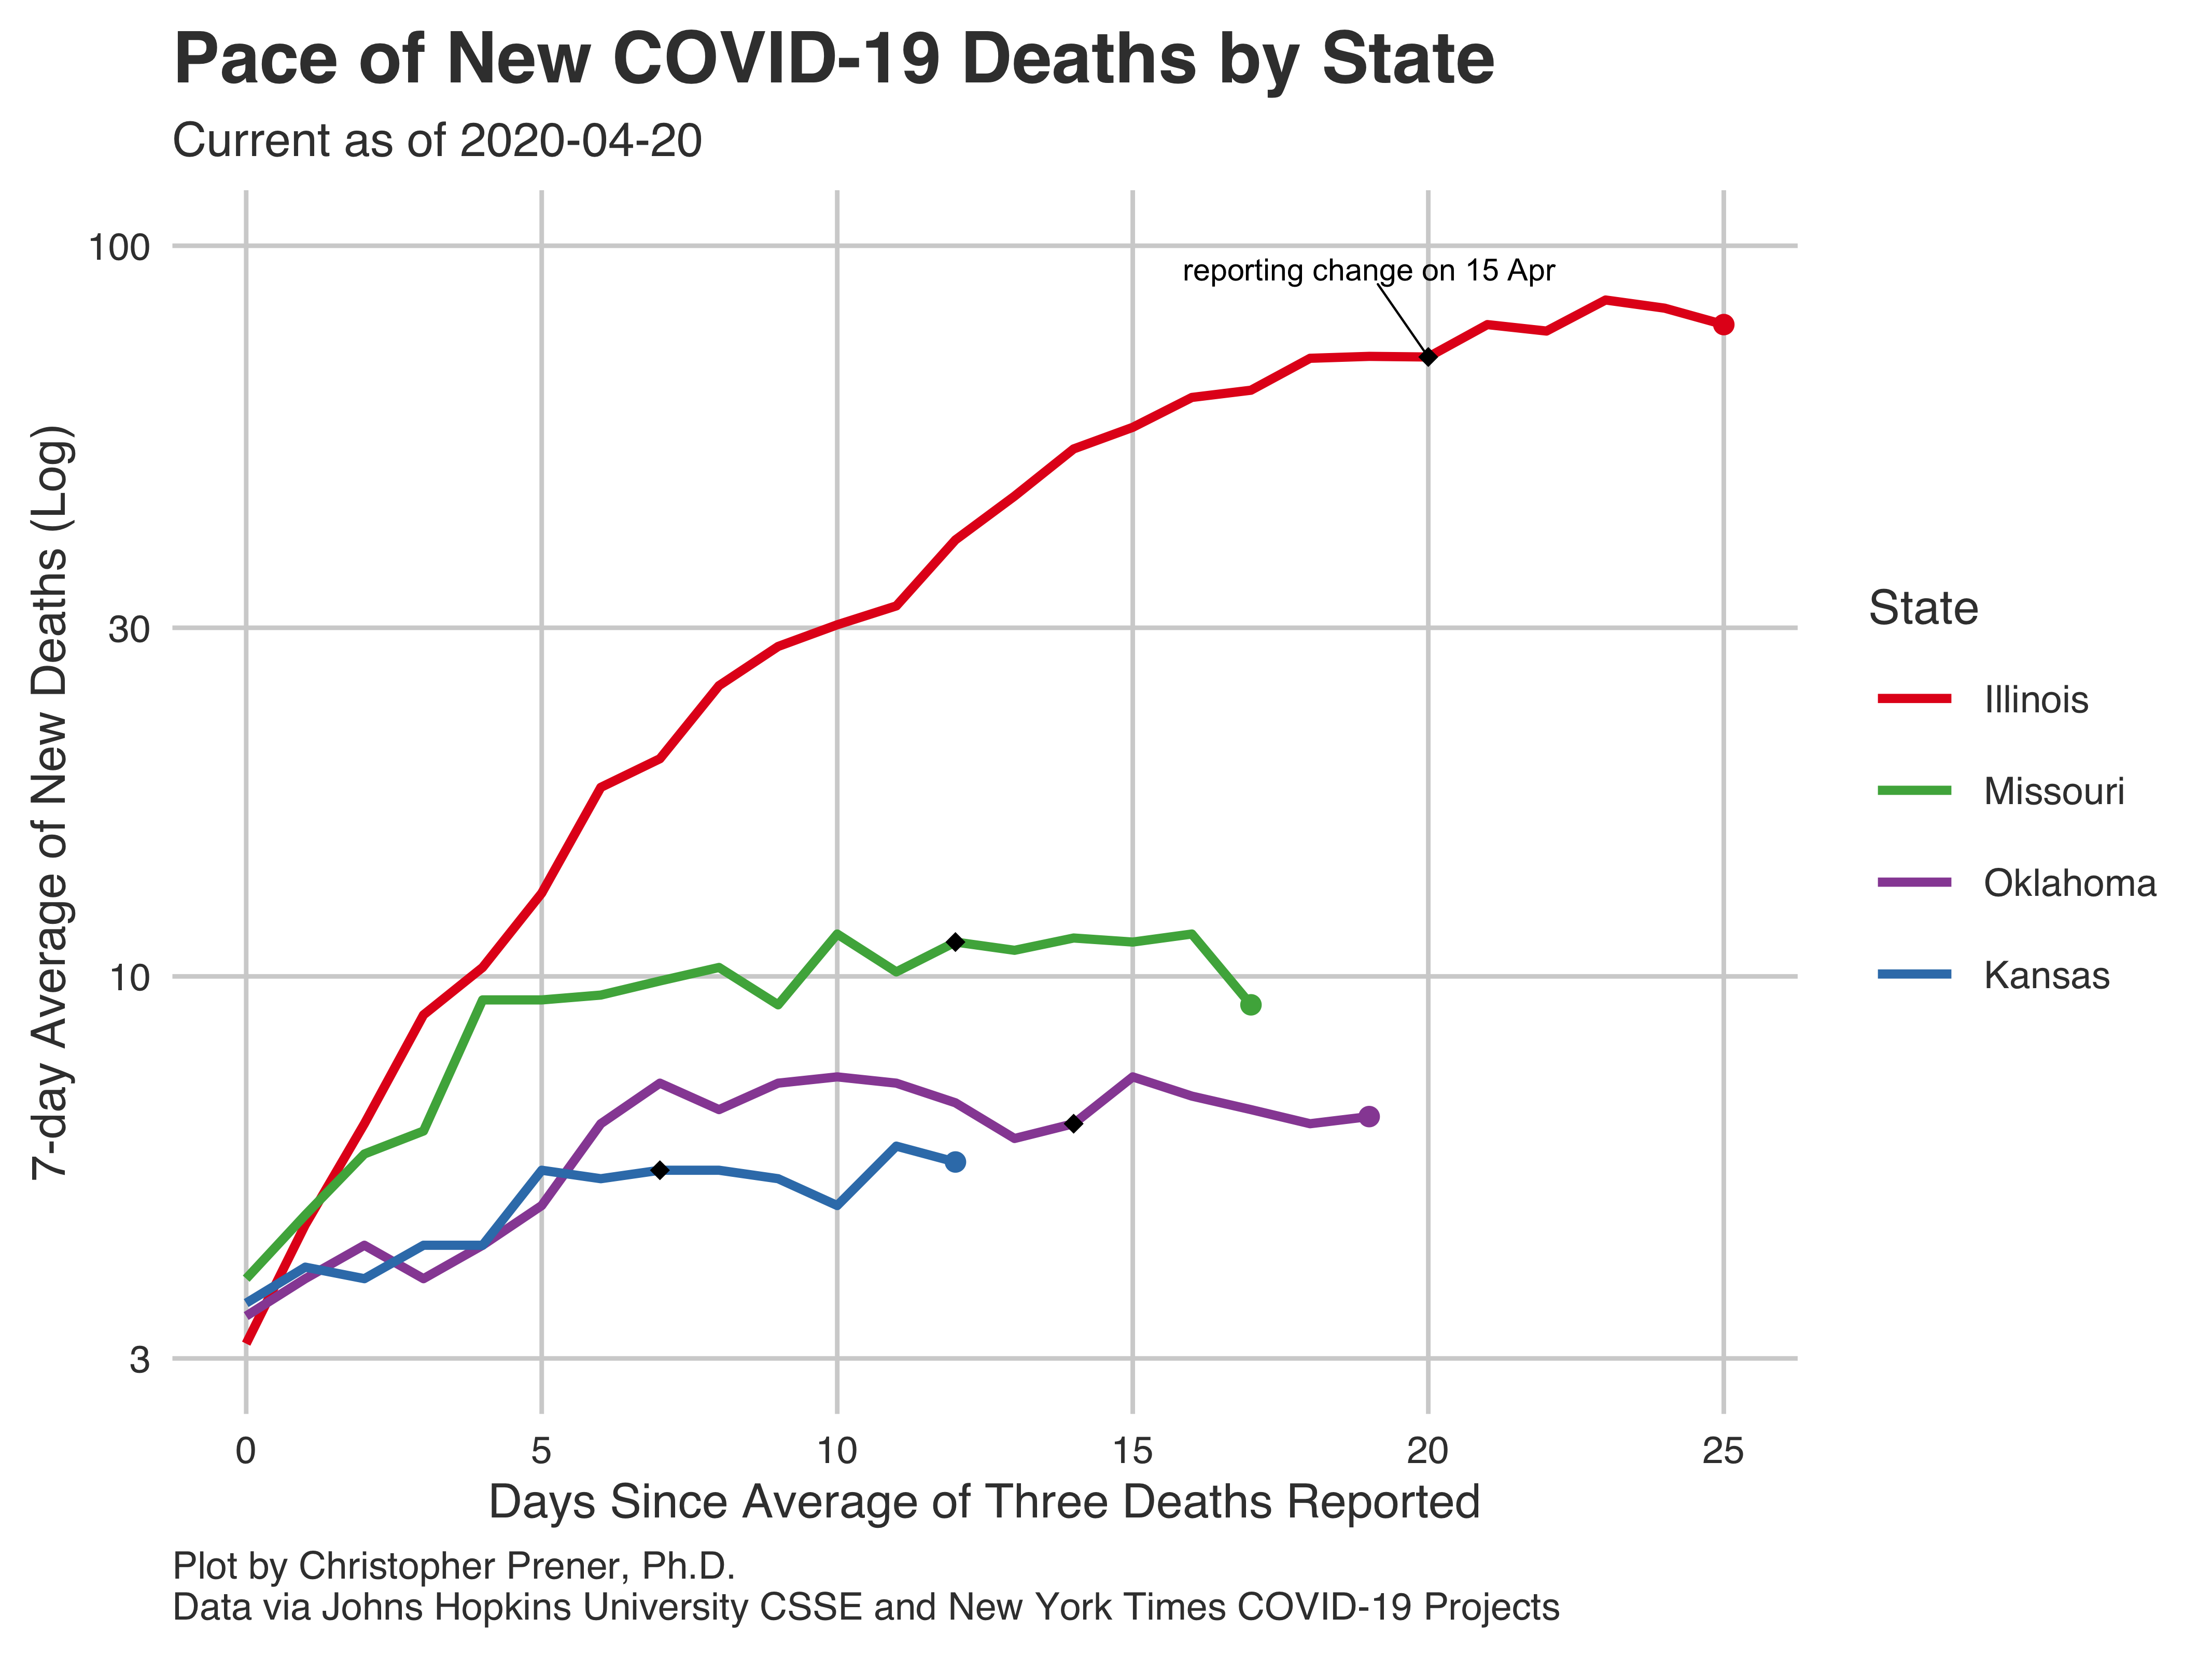 Pace of New COVID-19 Deaths by State
Current as of 2020-04-20
7-day Average of New Deaths (Log)
100
30
10
3
reporting change on 15 Apr
0 5 10 15 20 25
Days Since Average of Three Deaths Reported
State
Illinois
Missouri
Oklahoma
Kansas
Plot by Christopher Prener, Ph.D.
Data via Johns Hopkins University CSSE and New York Times COVID-19 Projects